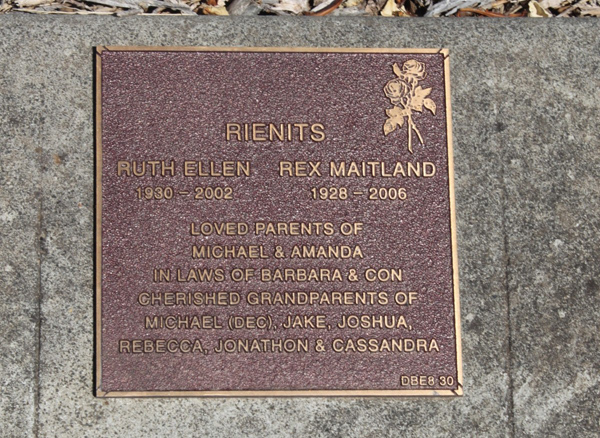 RIENITS
RUTH ELLEN REX MAITLAND
1930 – 2002 1928 – 2006
LOVED PARENTS OF
MICHAEL & AMANDA
IN LAWS OF BARBARA & CON
CHERISHED GRANDPARENTS OF
MICHAEL (DEC), JAKE, JOSHUA,
REBECCA, JONATHON & CASSANDRA
DBE8 30